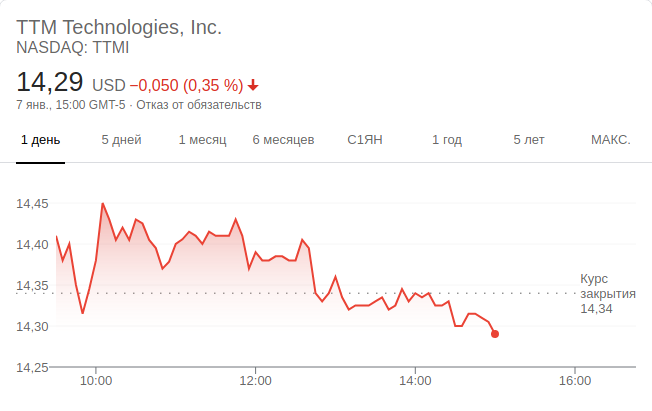 TTM Technologies, Inc.
NASDAQ: TTMI
14,29 USD −0,050 (0,35 %)
7 янв., 15:00 GMT-5 · Отказ от обязательств
1 день 5 дней 1 месяц 6 месяцев С1ЯН 1 год 5 лет МАКС.
14,45
14,40
14,35
14,30
14,25
Курс
закрытия
14,34
10:00 12:00 14:00 16:00